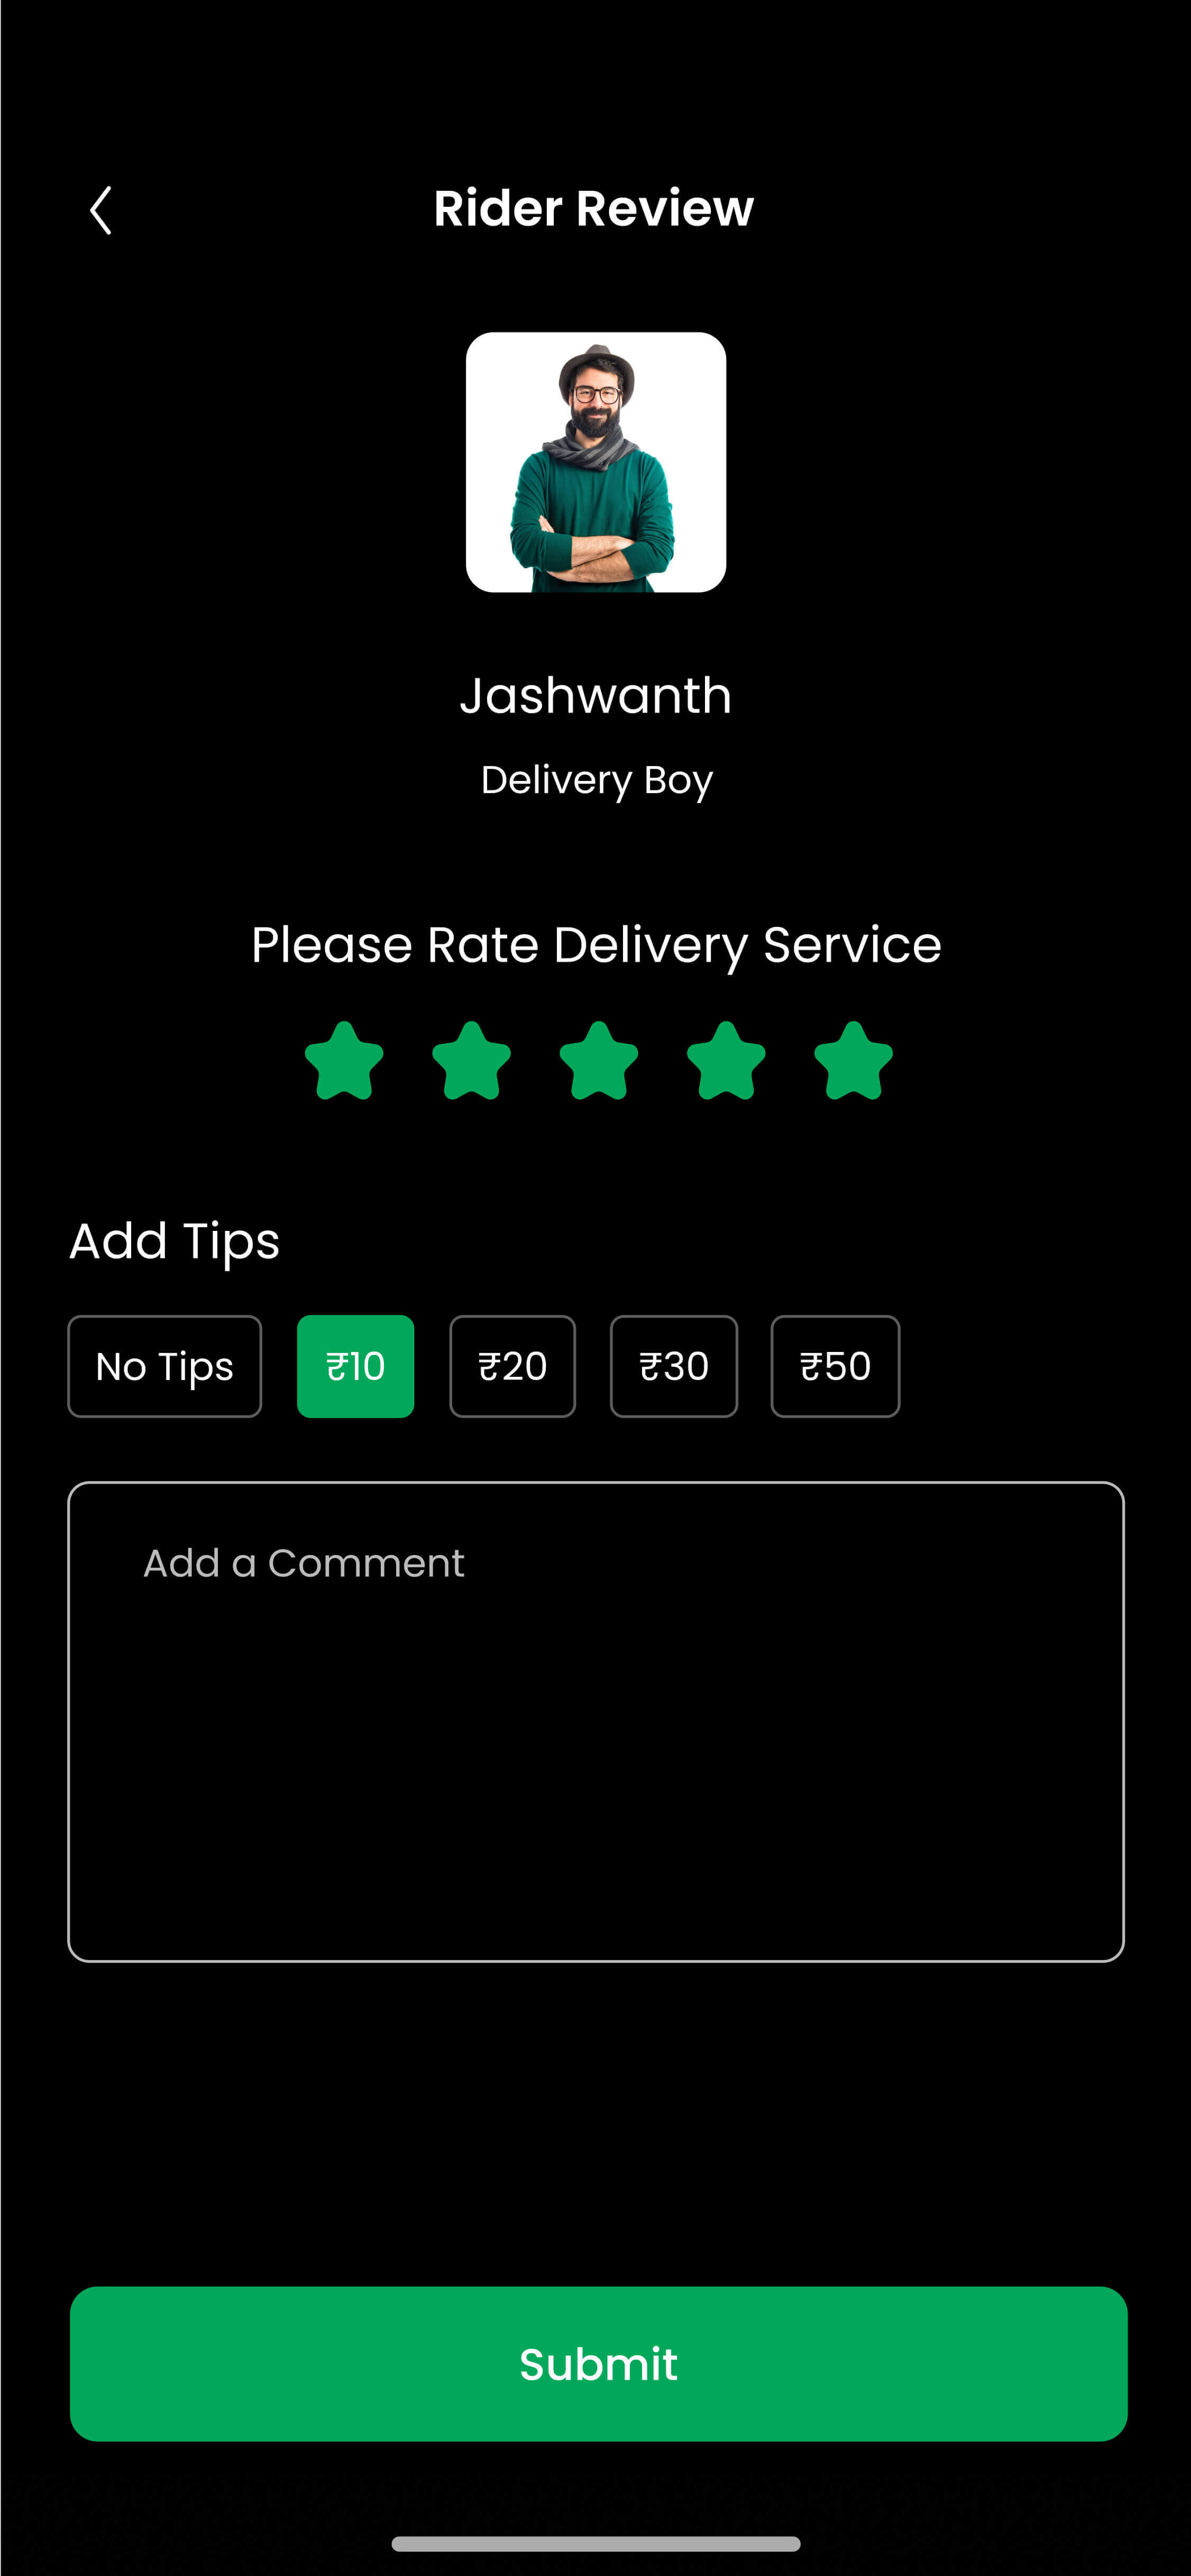 Rider Review
Jashwanth
Delivery Boy
Please Rate Delivery Service
Add Tips
No Tips ₹10 ₹20 ₹30 ₹50
Add a Comment
Submit